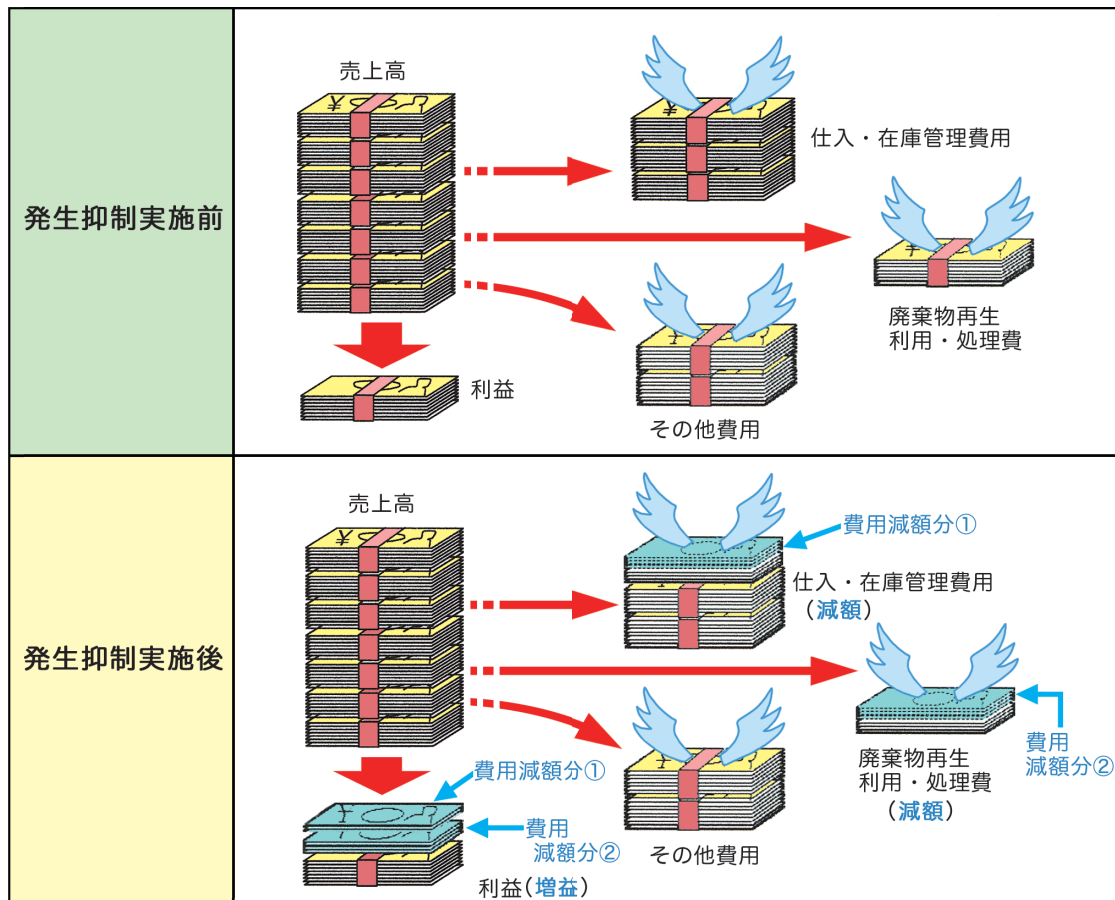 発生抑制実施前
売上高
仕入・在庫管理費用
廃棄物再生
利用・処理費
その他費用
利益
¥
¥
¥
発生抑制実施後
売上高
費用減額分①
仕入・在庫管理費用
（減額）
廃棄物再生
利用・処理費
（減額）
費用
減額分②
その他費用
費用減額分①
費用
減額分②
利益（増益）
¥
¥